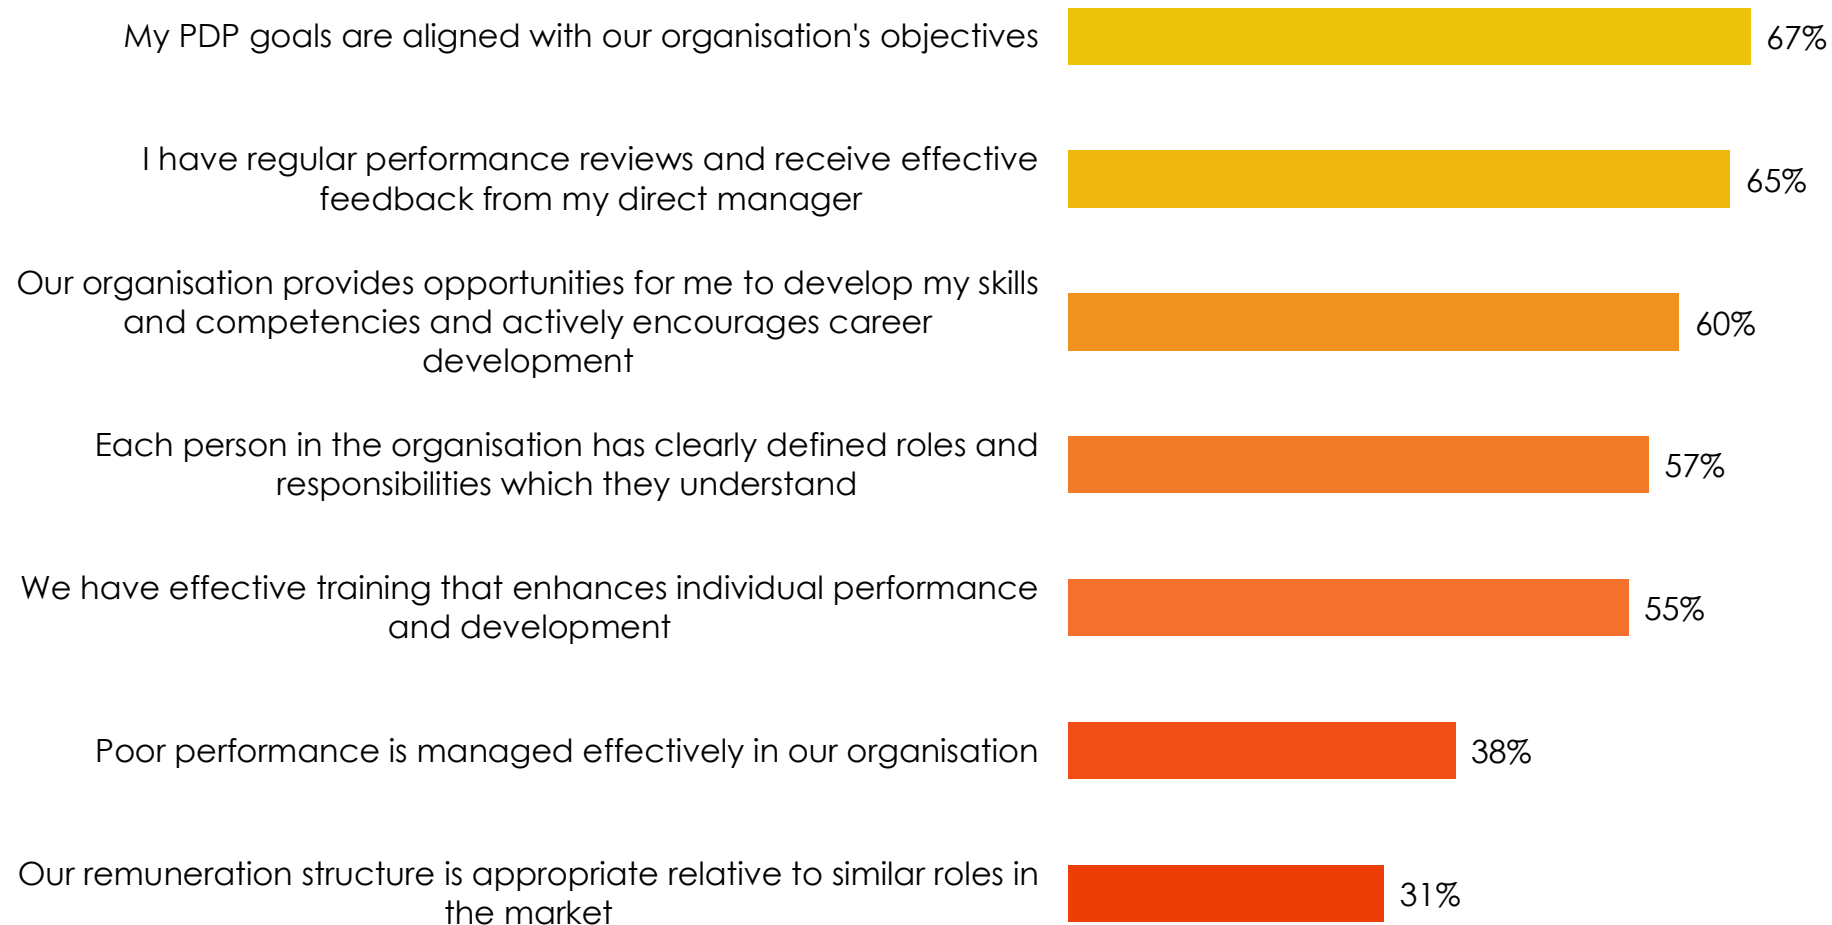 My PDP goals are aligned with our organisation's objectives
67%
I have regular performance reviews and receive effective
feedback from my direct manager
65%
Our organisation provides opportunities for me to develop my skills
and competencies and actively encourages career
development
60%
Each person in the organisation has clearly defined roles and
responsibilities which they understand
57%
We have effective training that enhances individual performance
and development
55%
Poor performance is managed effectively in our organisation
38%
Our remuneration structure is appropriate relative to similar roles in
the market
31%